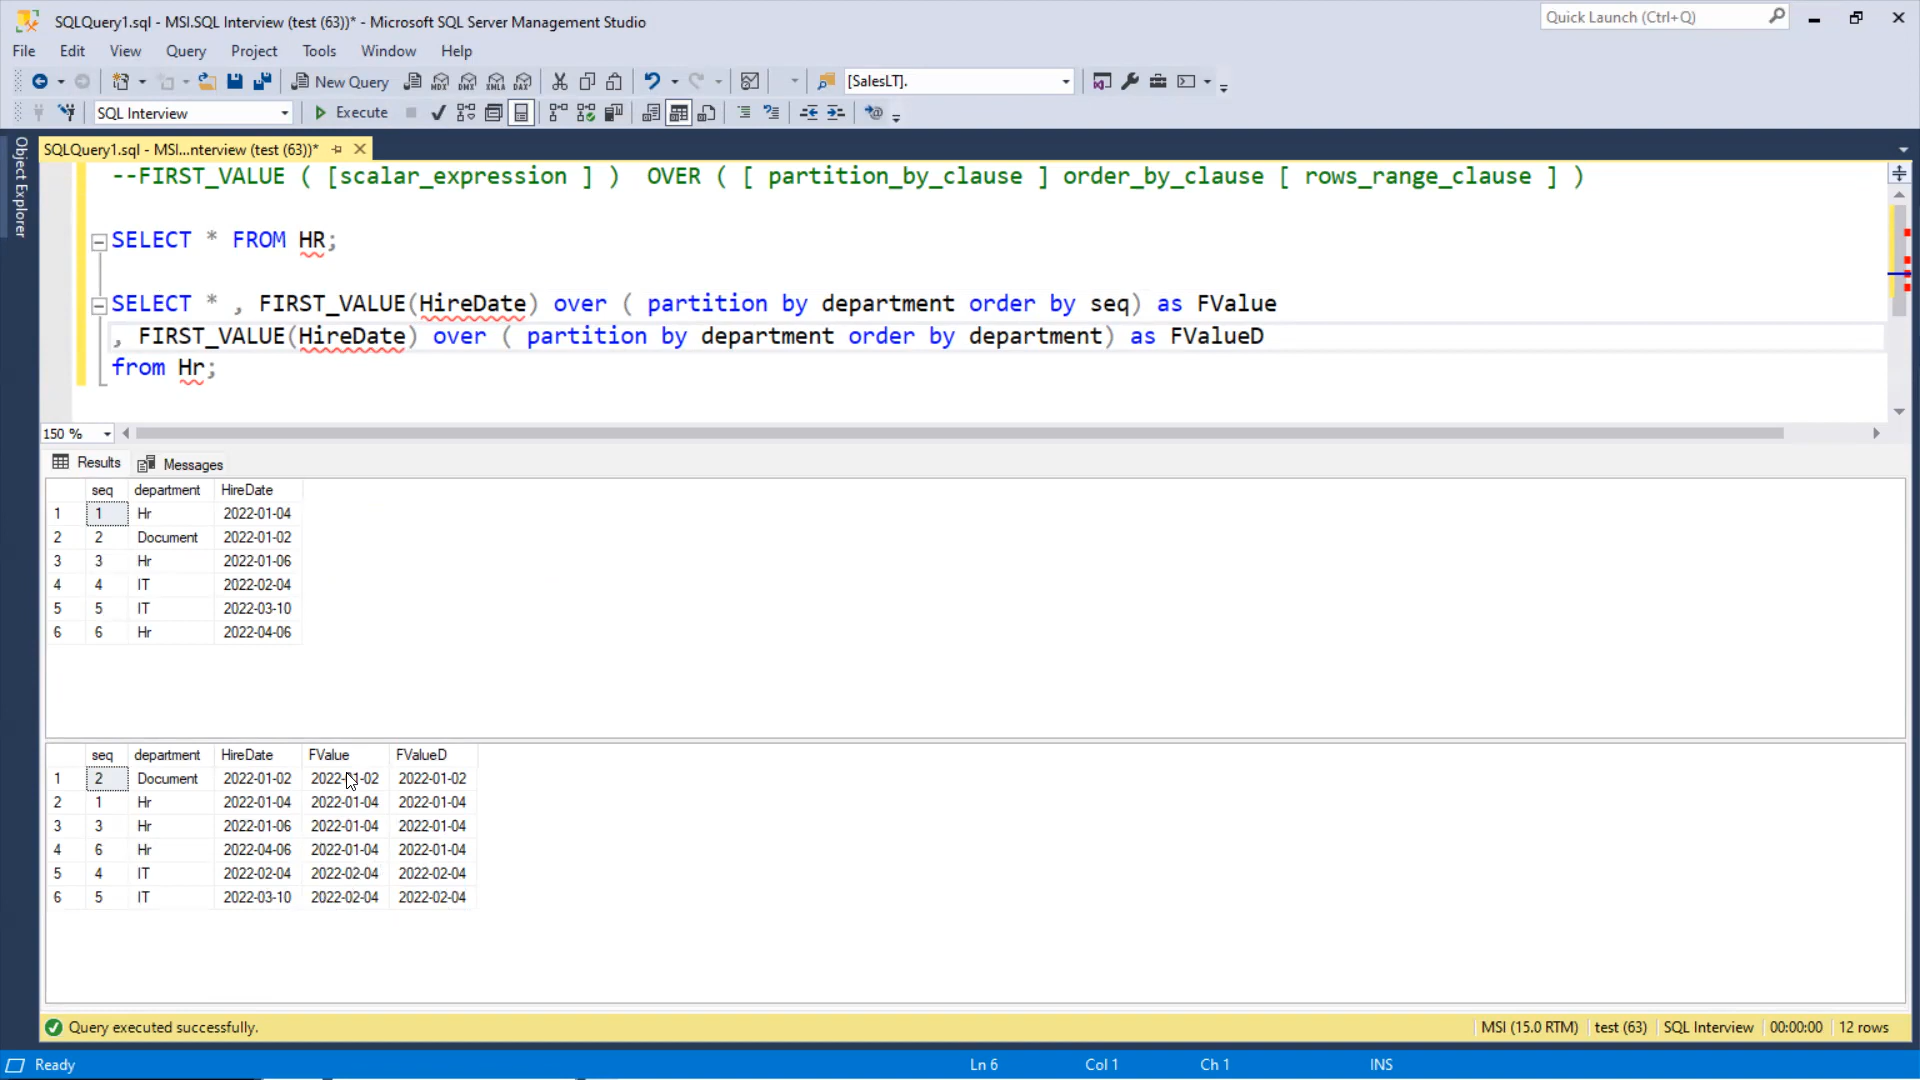 SQLQuery1.sql - MSI.SQL Interview (test (63))* - Microsoft SQL Server Management Studio
Quick Launch (Ctrl+Q)
File Edit View Query Project Tools Window Help
New Query MDX DMX XMLA DAX [SalesLT].
SQL Interview Execute
Object Explorer
SQLQuery1.sql - MSI...nterview (test (63))*
--FIRST_VALUE ( [scalar_expression ] )  OVER ( [ partition_by_clause ] order_by_clause [ rows_range_clause ] )
SELECT * FROM HR;
SELECT * , FIRST_VALUE(HireDate) over ( partition by department order by seq) as FValue
, FIRST_VALUE(HireDate) over ( partition by department order by department) as FValueD
from Hr;
150 %
Results Messages
seq department HireDate
1 1 Hr 2022-01-04
2 2 Document 2022-01-02
3 3 Hr 2022-01-06
4 4 IT 2022-02-04
5 5 IT 2022-03-10
6 6 Hr 2022-04-06
seq department HireDate FValue FValueD
1 2 Document 2022-01-02 2022-01-02 2022-01-02
2 1 Hr 2022-01-04 2022-01-04 2022-01-04
3 3 Hr 2022-01-06 2022-01-04 2022-01-04
4 6 Hr 2022-04-06 2022-01-04 2022-01-04
5 4 IT 2022-02-04 2022-02-04 2022-02-04
6 5 IT 2022-03-10 2022-02-04 2022-02-04
Query executed successfully. MSI (15.0 RTM) test (63) SQL Interview 00:00:00 12 rows
Ready Ln 6 Col 1 Ch 1 INS